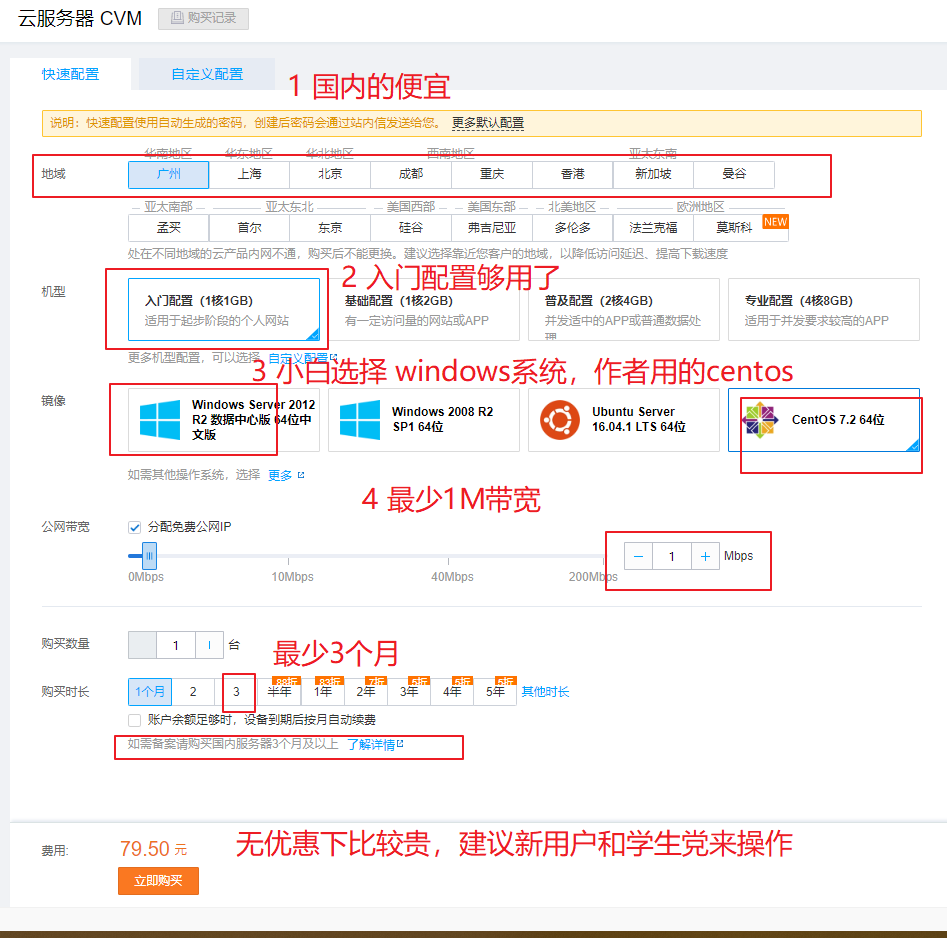 云服务器 CVM 购买记录
快速配置 自定义配置
1 国内的便宜
说明：快速配置使用自动生成的密码，创建后密码会通过站内信发送给您。 更多默认配置
华南地区 华东地区 华北地区 西南地区 亚太东南
地域 广州 上海 北京 成都 重庆 香港 新加坡 曼谷
亚太南部 亚太东北 美国西部 美国东部 北美地区 欧洲地区
孟买 首尔 东京 硅谷 弗吉尼亚 多伦多 法兰克福 莫斯科 NEW
处在不同地域的云产品内网不通，购买后不能更换。建议选择靠近您客户的地域，以降低访问延迟、提高下载速度
2 入门配置够用了
机型 入门配置（1核1GB） 基础配置（1核2GB） 普及配置（2核4GB） 专业配置（4核8GB）
适用于起步阶段的个人网站 有一定访问量的网站或APP 并发适中的APP或普通数据处理 适用于并发要求较高的APP
更多机型配置，可以选择 自定义配置
3 小白选择 windows系统，作者用的centos
镜像
Windows Server 2012
R2 数据中心版 64位中
文版
Windows 2008 R2
SP1 64位
Ubuntu Server
16.04.1 LTS 64位
CentOS 7.2 64位
如需其他操作系统，选择 更多
4 最少1M带宽
公网带宽 分配免费公网IP
− 1 + Mbps
0Mbps 10Mbps 40Mbps 200Mbps
最少3个月
购买数量 1 台
88折 83折 7折 5折 5折 5折
购买时长 1个月 2 3 半年 1年 2年 3年 4年 5年 其他时长
账户余额足够时，设备到期后按月自动续费
如需备案请购买国内服务器3个月及以上 了解详情
无优惠下比较贵，建议新用户和学生党来操作
费用: 79.50 元
立即购买